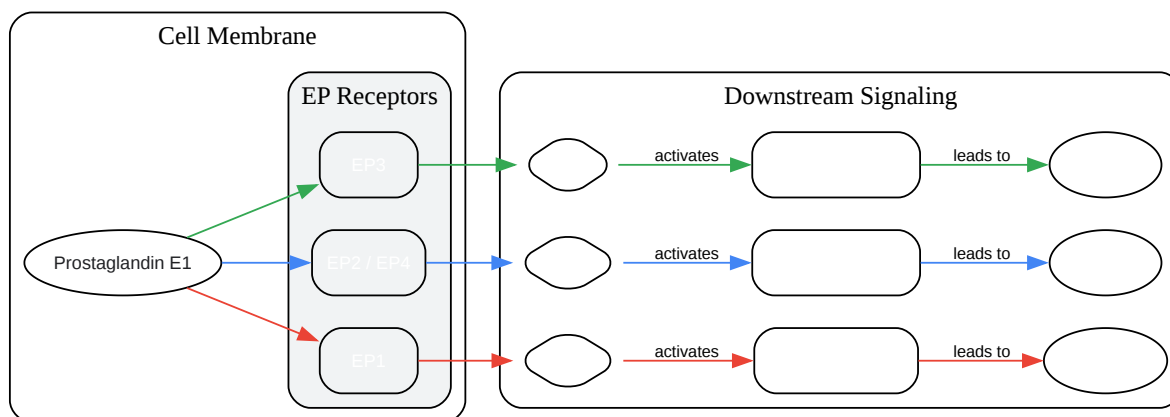 Cell Membrane
EP Receptors
Downstream Signaling
EP3
activates
leads to
Prostaglandin E1
EP2 / EP4
activates
leads to
EP1
activates
leads to